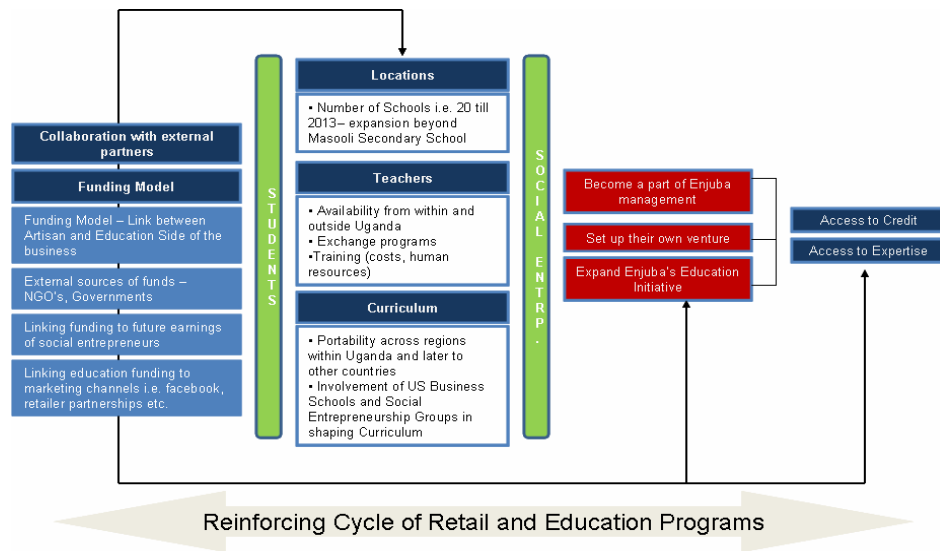 Collaboration with external
partners
Funding Model
Funding Model – Link between
Artisan and Education Side of the
business
External sources of funds –
NGO's, Governments
Linking funding to future earnings
of social entrepreneurs
Linking education funding to
marketing channels i.e. facebook,
retailer partnerships etc.
STUDENTS
Locations
▪ Number of Schools i.e. 20 till
2013– expansion beyond
Masooli Secondary School
Teachers
▪ Availability from within and
outside Uganda
▪ Exchange programs
▪Training (costs, human
resources)
Curriculum
▪ Portability across regions
within Uganda and later to
other countries
▪ Involvement of US Business
Schools and Social
Entrepreneurship Groups in
shaping Curriculum
SOCIAL ENTRP.
Become a part of Enjuba
management
Set up their own venture
Expand Enjuba's Education
Initiative
Access to Credit
Access to Expertise
Reinforcing Cycle of Retail and Education Programs